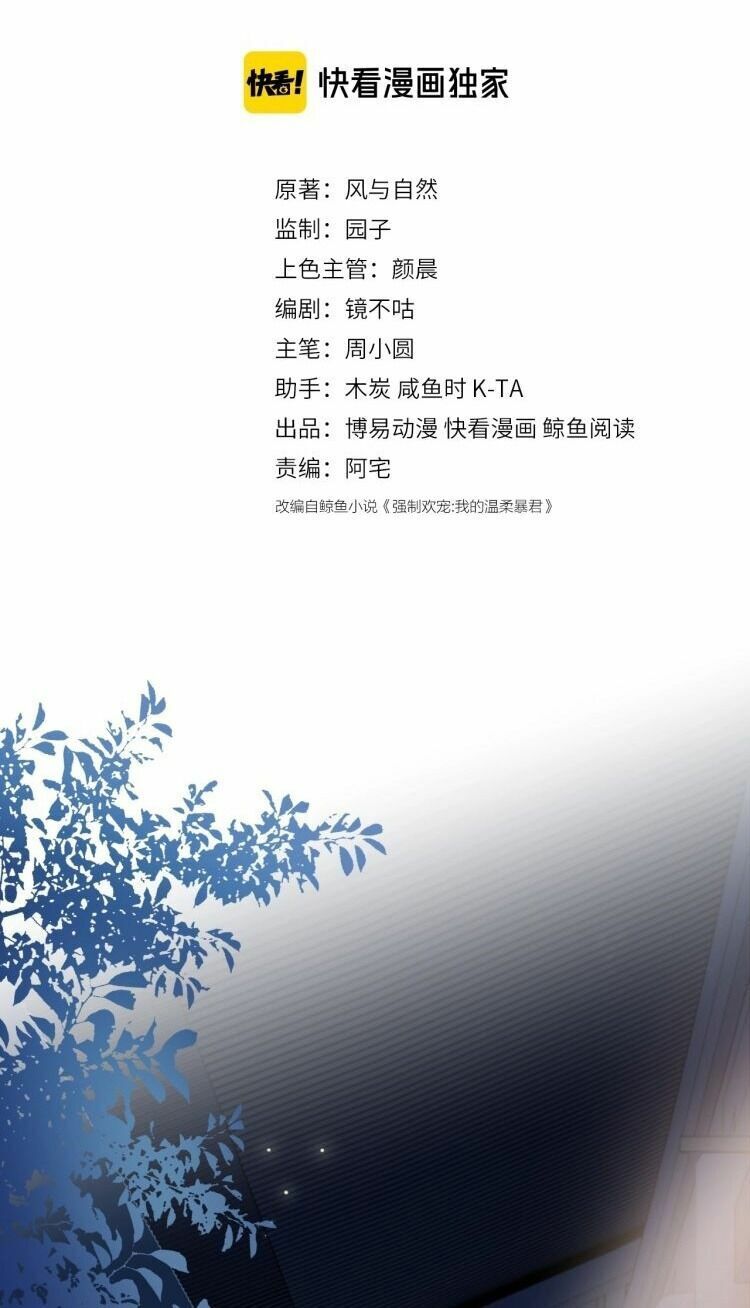 快看!
快看漫画独家
原著：风与自然
监制：园子
上色主管：颜晨
编剧：镜不咕
主笔：周小圆
助手：木炭 咸鱼时 K-TA
出品：博易动漫 快看漫画 鲸鱼阅读
责编：阿宅
改编自鲸鱼小说《强制欢宠:我的温柔暴君》